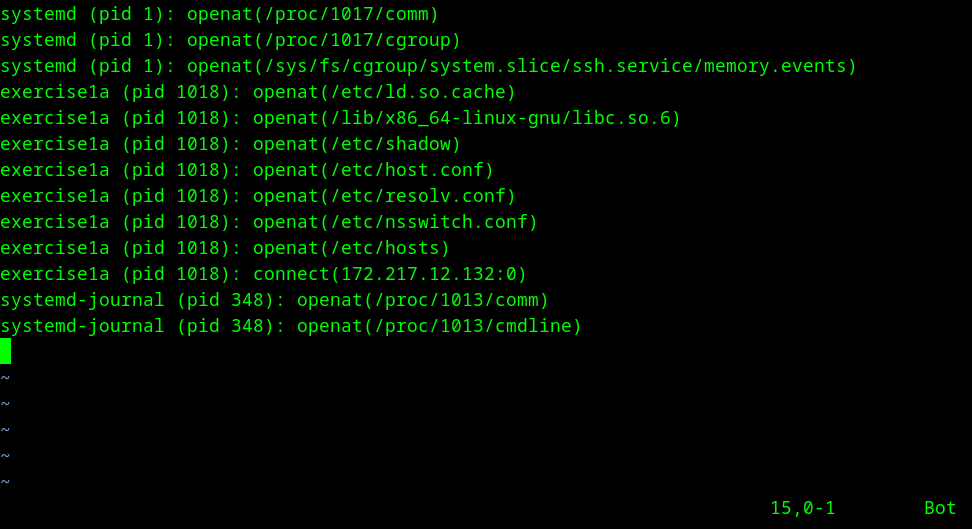 systemd (pid 1): openat(/proc/1017/comm)
systemd (pid 1): openat(/proc/1017/cgroup)
systemd (pid 1): openat(/sys/fs/cgroup/system.slice/ssh.service/memory.events)
exercise1a (pid 1018): openat(/etc/ld.so.cache)
exercise1a (pid 1018): openat(/lib/x86_64-linux-gnu/libc.so.6)
exercise1a (pid 1018): openat(/etc/shadow)
exercise1a (pid 1018): openat(/etc/host.conf)
exercise1a (pid 1018): openat(/etc/resolv.conf)
exercise1a (pid 1018): openat(/etc/nsswitch.conf)
exercise1a (pid 1018): openat(/etc/hosts)
exercise1a (pid 1018): connect(172.217.12.132:0)
systemd-journal (pid 348): openat(/proc/1013/comm)
systemd-journal (pid 348): openat(/proc/1013/cmdline)
~
~
~
~
~
15,0-1 Bot